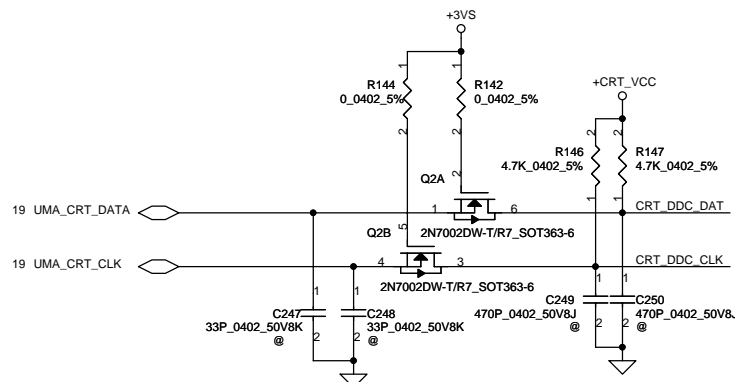 +3VS
1
1
R144
0_0402_5%
R142
0_0402_5%
2
2
+CRT_VCC
2
2
R146
4.7K_0402_5%
R147
4.7K_0402_5%
1
1
Q2A
19 UMA_CRT_DATA
1
6
CRT_DDC_DAT
2N7002DW-T/R7_SOT363-6
Q2B
5
19 UMA_CRT_CLK
4
3
CRT_DDC_CLK
2N7002DW-T/R7_SOT363-6
1
1
C247
33P_0402_50V8K
@
2
C248
33P_0402_50V8K
@
2
1
1
C249
470P_0402_50V8J
@
2
C250
470P_0402_50V8J
@
2